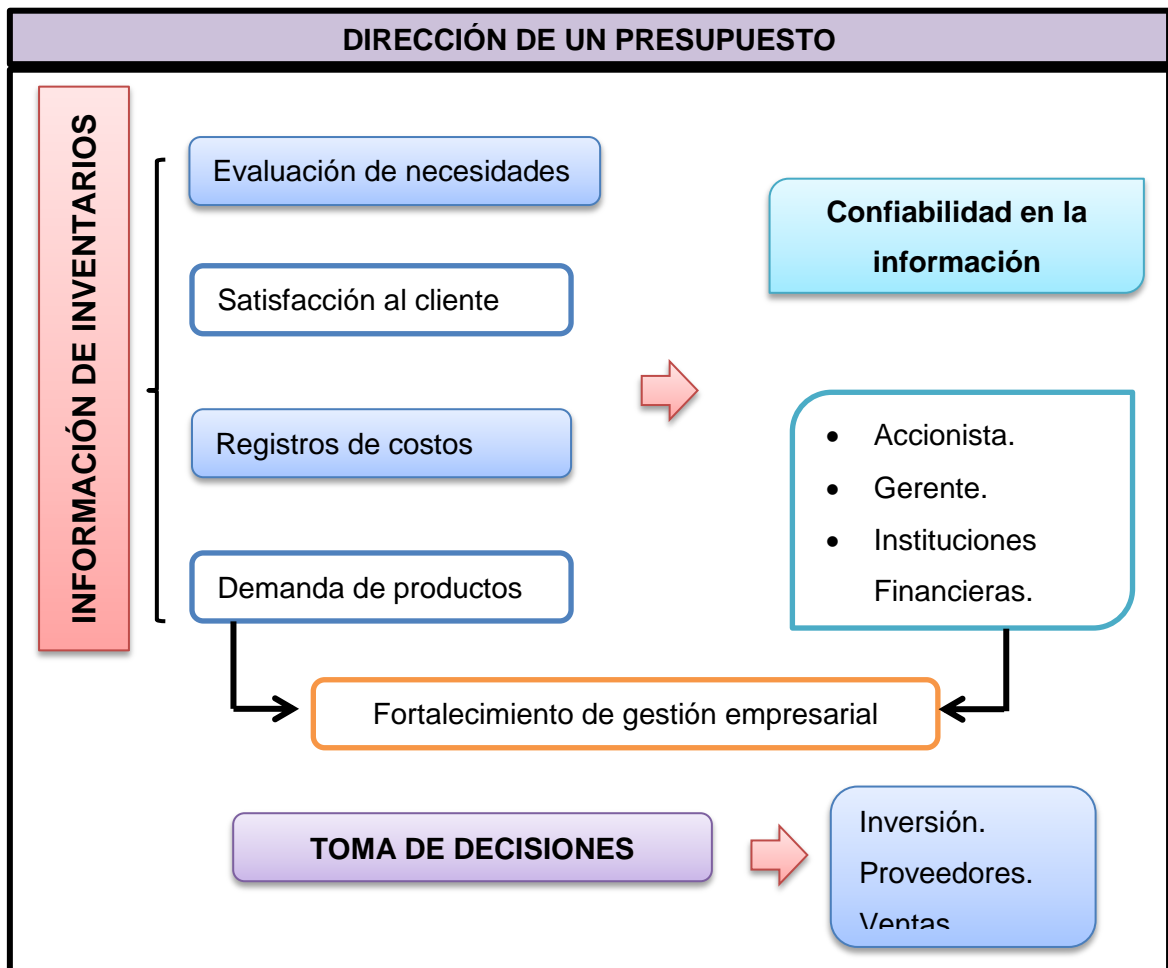 DIRECCIÓN DE UN PRESUPUESTO
INFORMACIÓN DE INVENTARIOS
Evaluación de necesidades
Satisfacción al cliente
Registros de costos
Demanda de productos
Confiabilidad en la
información
• Accionista.
• Gerente.
• Instituciones
Financieras.
Fortalecimiento de gestión empresarial
TOMA DE DECISIONES
Inversión.
Proveedores.
Ventas